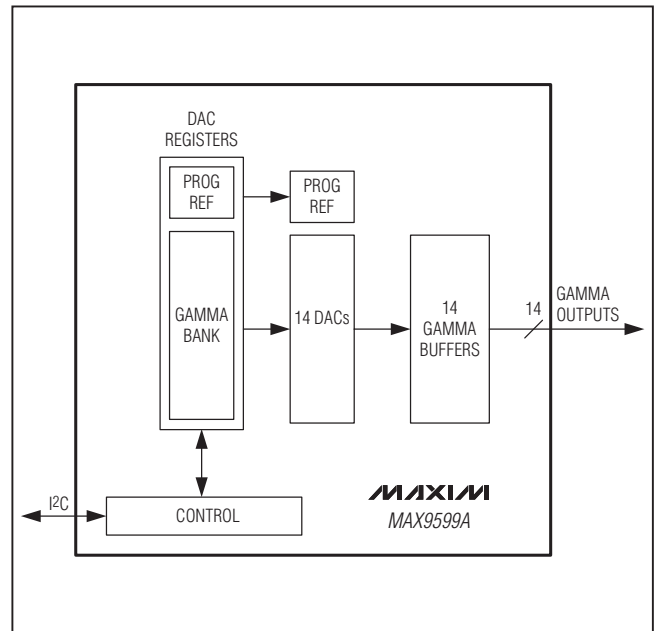 DAC
REGISTERS
PROG
REF
PROG
REF
GAMMA
BANK
14 DACs
14
GAMMA
BUFFERS
14
GAMMA
OUTPUTS
I²C
CONTROL
MAXIM
MAX9599A